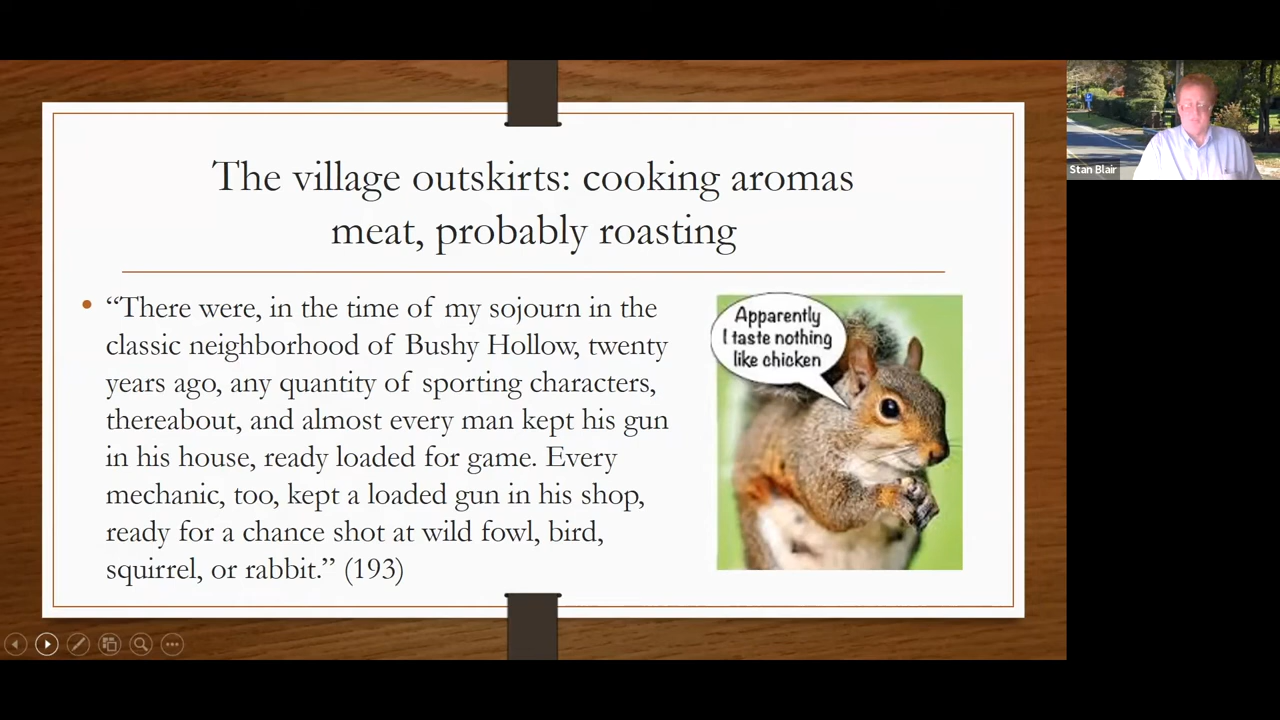 The village outskirts: cooking aromas
meat, probably roasting
• “There were, in the time of my sojourn in the
classic neighborhood of Bushy Hollow, twenty
years ago, any quantity of sporting characters,
thereabout, and almost every man kept his gun
in his house, ready loaded for game. Every
mechanic, too, kept a loaded gun in his shop,
ready for a chance shot at wild fowl, bird,
squirrel, or rabbit.” (193)
Apparently
I taste nothing
like chicken
Stan Blair